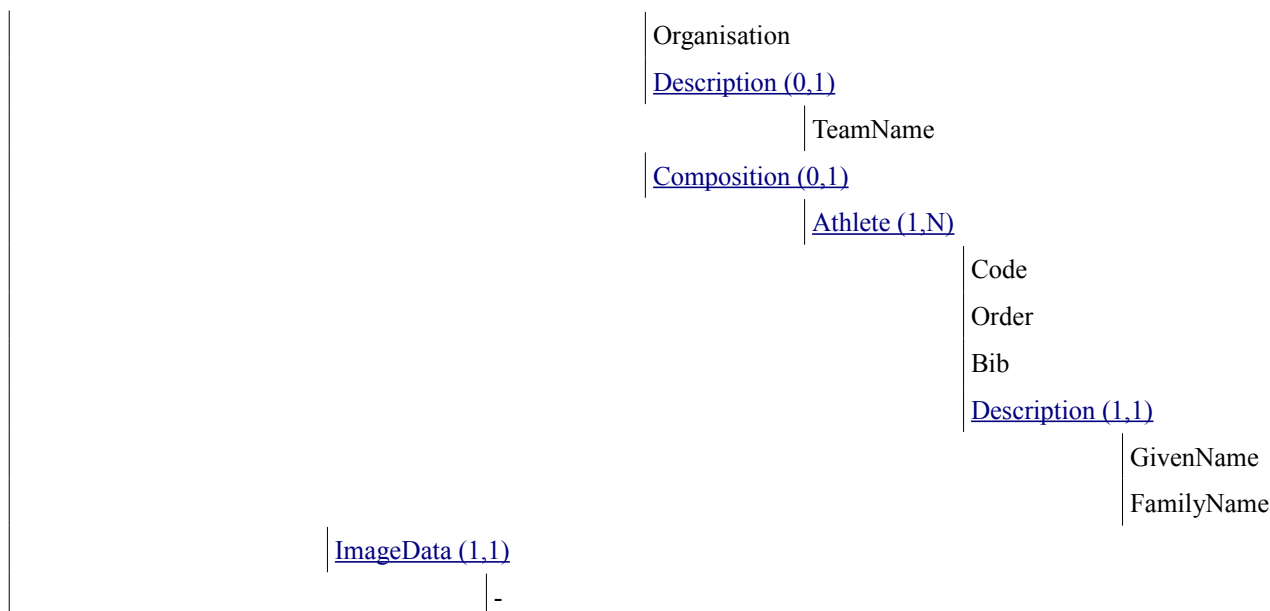 Organisation
Description (0,1)
TeamName
Composition (0,1)
Athlete (1,N)
Code
Order
Bib
Description (1,1)
GivenName
FamilyName
ImageData (1,1)
-